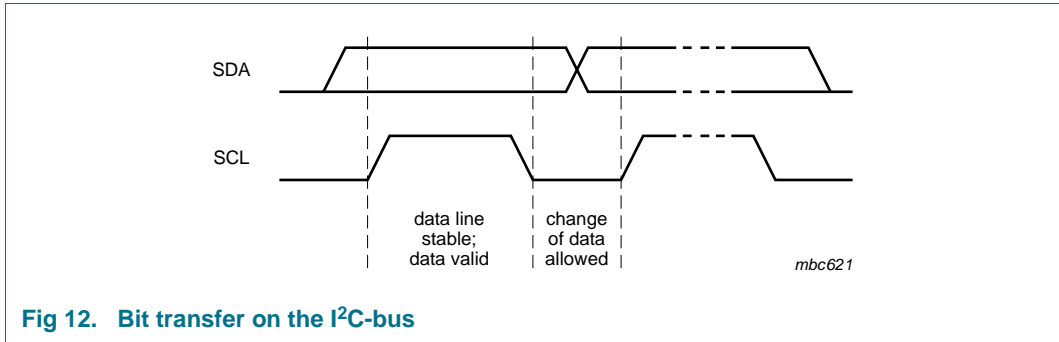 SDA
SCL
data line
stable;
data valid
change
of data
allowed
mbc621
Fig 12. Bit transfer on the I²C-bus